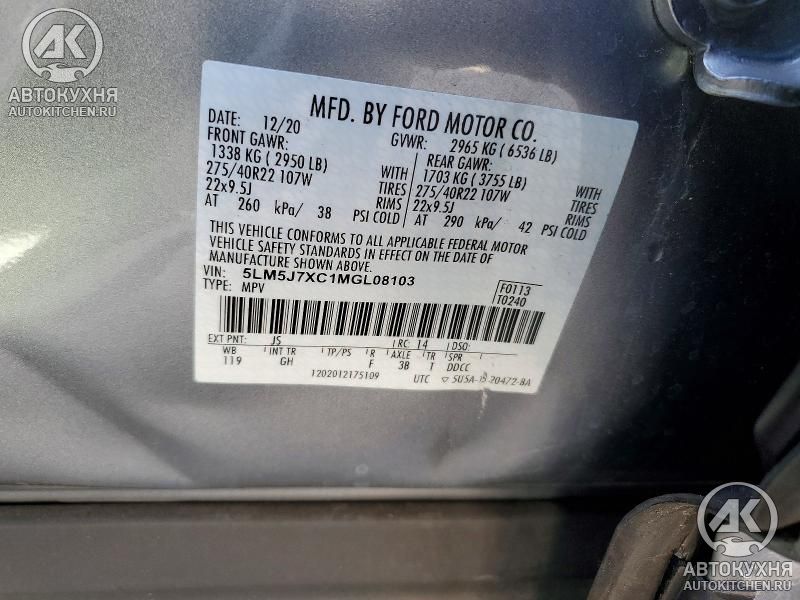 АК
АВТОКУХНЯ
AUTOKITCHEN.RU
MFD. BY FORD MOTOR CO.
DATE: 12/20 GVWR: 2965 KG ( 6536 LB)
FRONT GAWR: REAR GAWR:
1338 KG ( 2950 LB) WITH 1703 KG ( 3755 LB) WITH
275/40R22 107W TIRES 275/40R22 107W TIRES
22x9.5J RIMS 22x9.5J RIMS
AT 260 kPa/ 38 PSI COLD AT 290 kPa/ 42 PSI COLD
THIS VEHICLE CONFORMS TO ALL APPLICABLE FEDERAL MOTOR
VEHICLE SAFETY STANDARDS IN EFFECT ON THE DATE OF
MANUFACTURE SHOWN ABOVE.
VIN: 5LM5J7XC1MGL08103 F0113
TYPE: MPV T0240
EXT PNT: JS RC: 14 DSO:
WB INT TR TP/PS R AXLE TR SPR
119 GH F 3B T DDCC
1202012175109 UTC ▽ 5U5A-15 20472-BA
АК
АВТОКУХНЯ
AUTOKITCHEN.RU